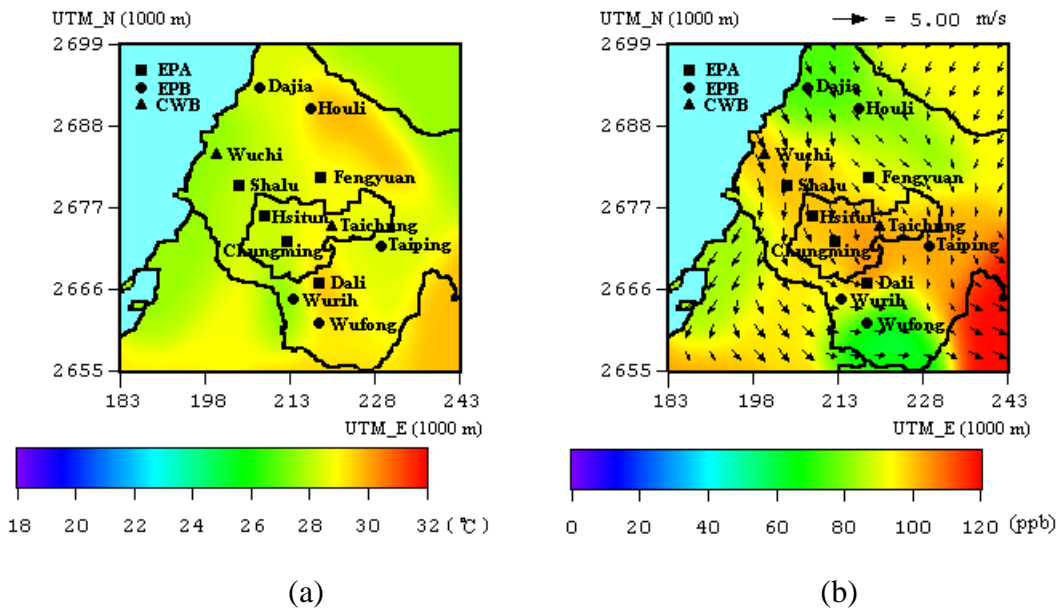 UTM_N (1000 m)
2699
2688
2677
2666
2655
EPA
EPB
CWB
Dajia
Houli
Wuchi
Fengyuan
Shalu
Hsitun
Taichung
Chungming
Taiping
Dali
Wurih
Wufong
183 198 213 228 243
UTM_E (1000 m)
18 20 22 24 26 28 30 32 (℃)
(a)
UTM_N (1000 m)
= 5.00 m/s
2699
2688
2677
2666
2655
EPA
EPB
CWB
Dajia
Houli
Wuchi
Fengyuan
Shalu
Hsitun
Taichung
Chungming
Taiping
Dali
Wurih
Wufong
183 198 213 228 243
UTM_E (1000 m)
0 20 40 60 80 100 120 (ppb)
(b)